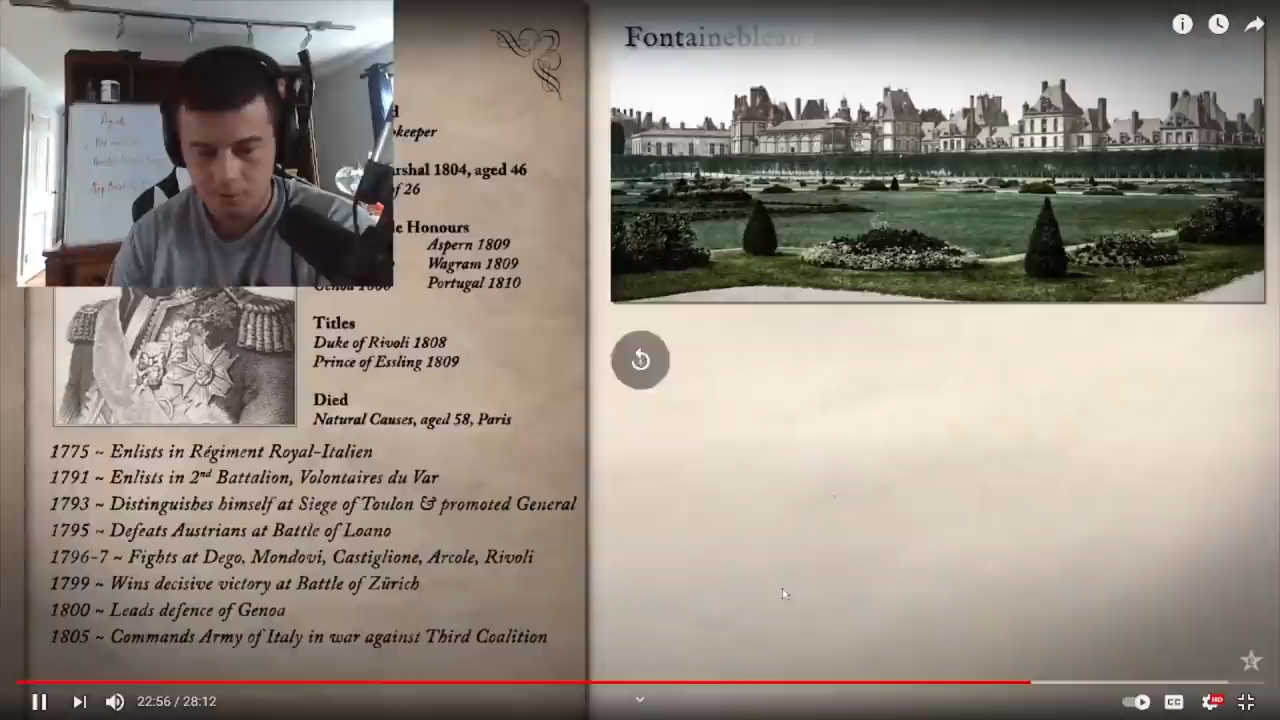 Fontainebleau
okeeper
arshal 1804, aged 46
of 26
le Honours
Aspern 1809
Wagram 1809
Genoa 1800
Portugal 1810
Titles
Duke of Rivoli 1808
Prince of Essling 1809
Died
Natural Causes, aged 58, Paris
1775 ~ Enlists in Régiment Royal-Italien
1791 ~ Enlists in 2nd Battalion, Volontaires du Var
1793 ~ Distinguishes himself at Siege of Toulon & promoted General
1795 ~ Defeats Austrians at Battle of Loano
1796-7 ~ Fights at Dego, Mondovi, Castiglione, Arcole, Rivoli
1799 ~ Wins decisive victory at Battle of Zürich
1800 ~ Leads defence of Genoa
1805 ~ Commands Army of Italy in war against Third Coalition
22:56 / 28:12
CC
HD